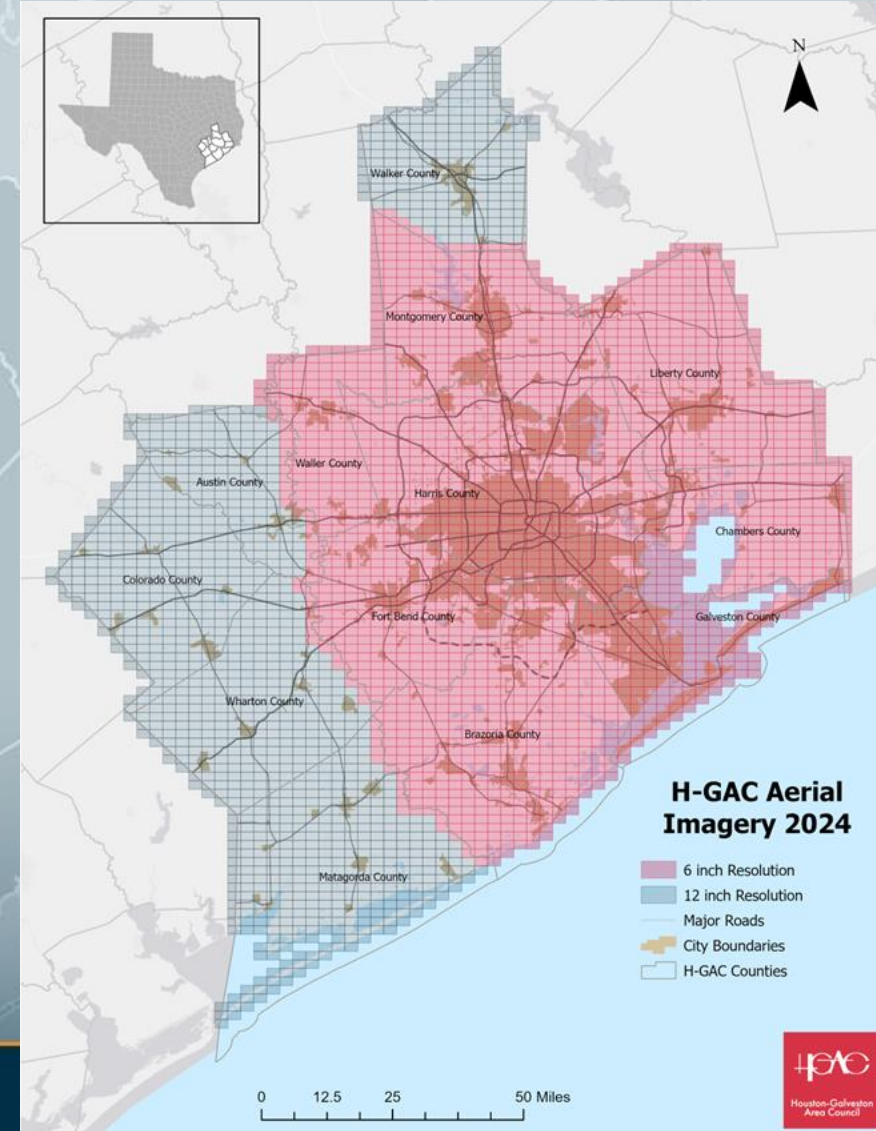 N
Walker County
Montgomery County
Liberty County
Waller County
Austin County
Harris County
Chambers County
Colorado County
Fort Bend County
Galveston County
Wharton County
Brazoria County
Matagorda County
H-GAC Aerial
Imagery 2024
6 inch Resolution
12 inch Resolution
Major Roads
City Boundaries
H-GAC Counties
0 12.5 25 50 Miles
HGAC
Houston-Galveston
Area Council